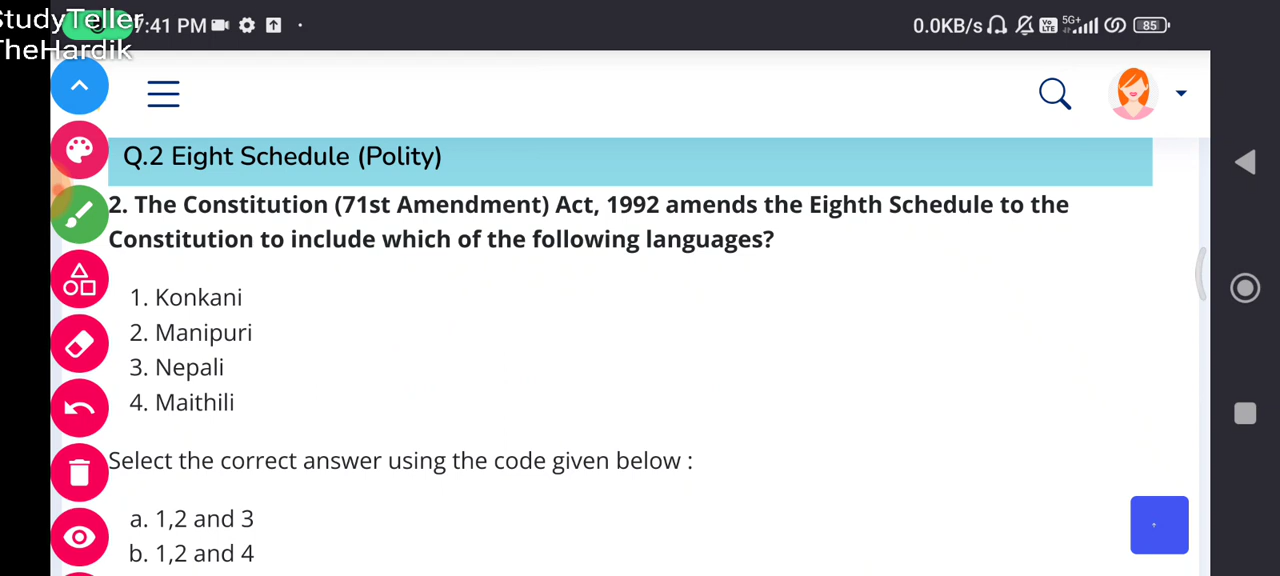 StudyTeller
7:41 PM
0.0KB/s
Vo LTE
5G+
85
TheHardik
Q.2 Eight Schedule (Polity)
2. The Constitution (71st Amendment) Act, 1992 amends the Eighth Schedule to the
Constitution to include which of the following languages?
1. Konkani
2. Manipuri
3. Nepali
4. Maithili
Select the correct answer using the code given below :
a. 1,2 and 3
b. 1,2 and 4